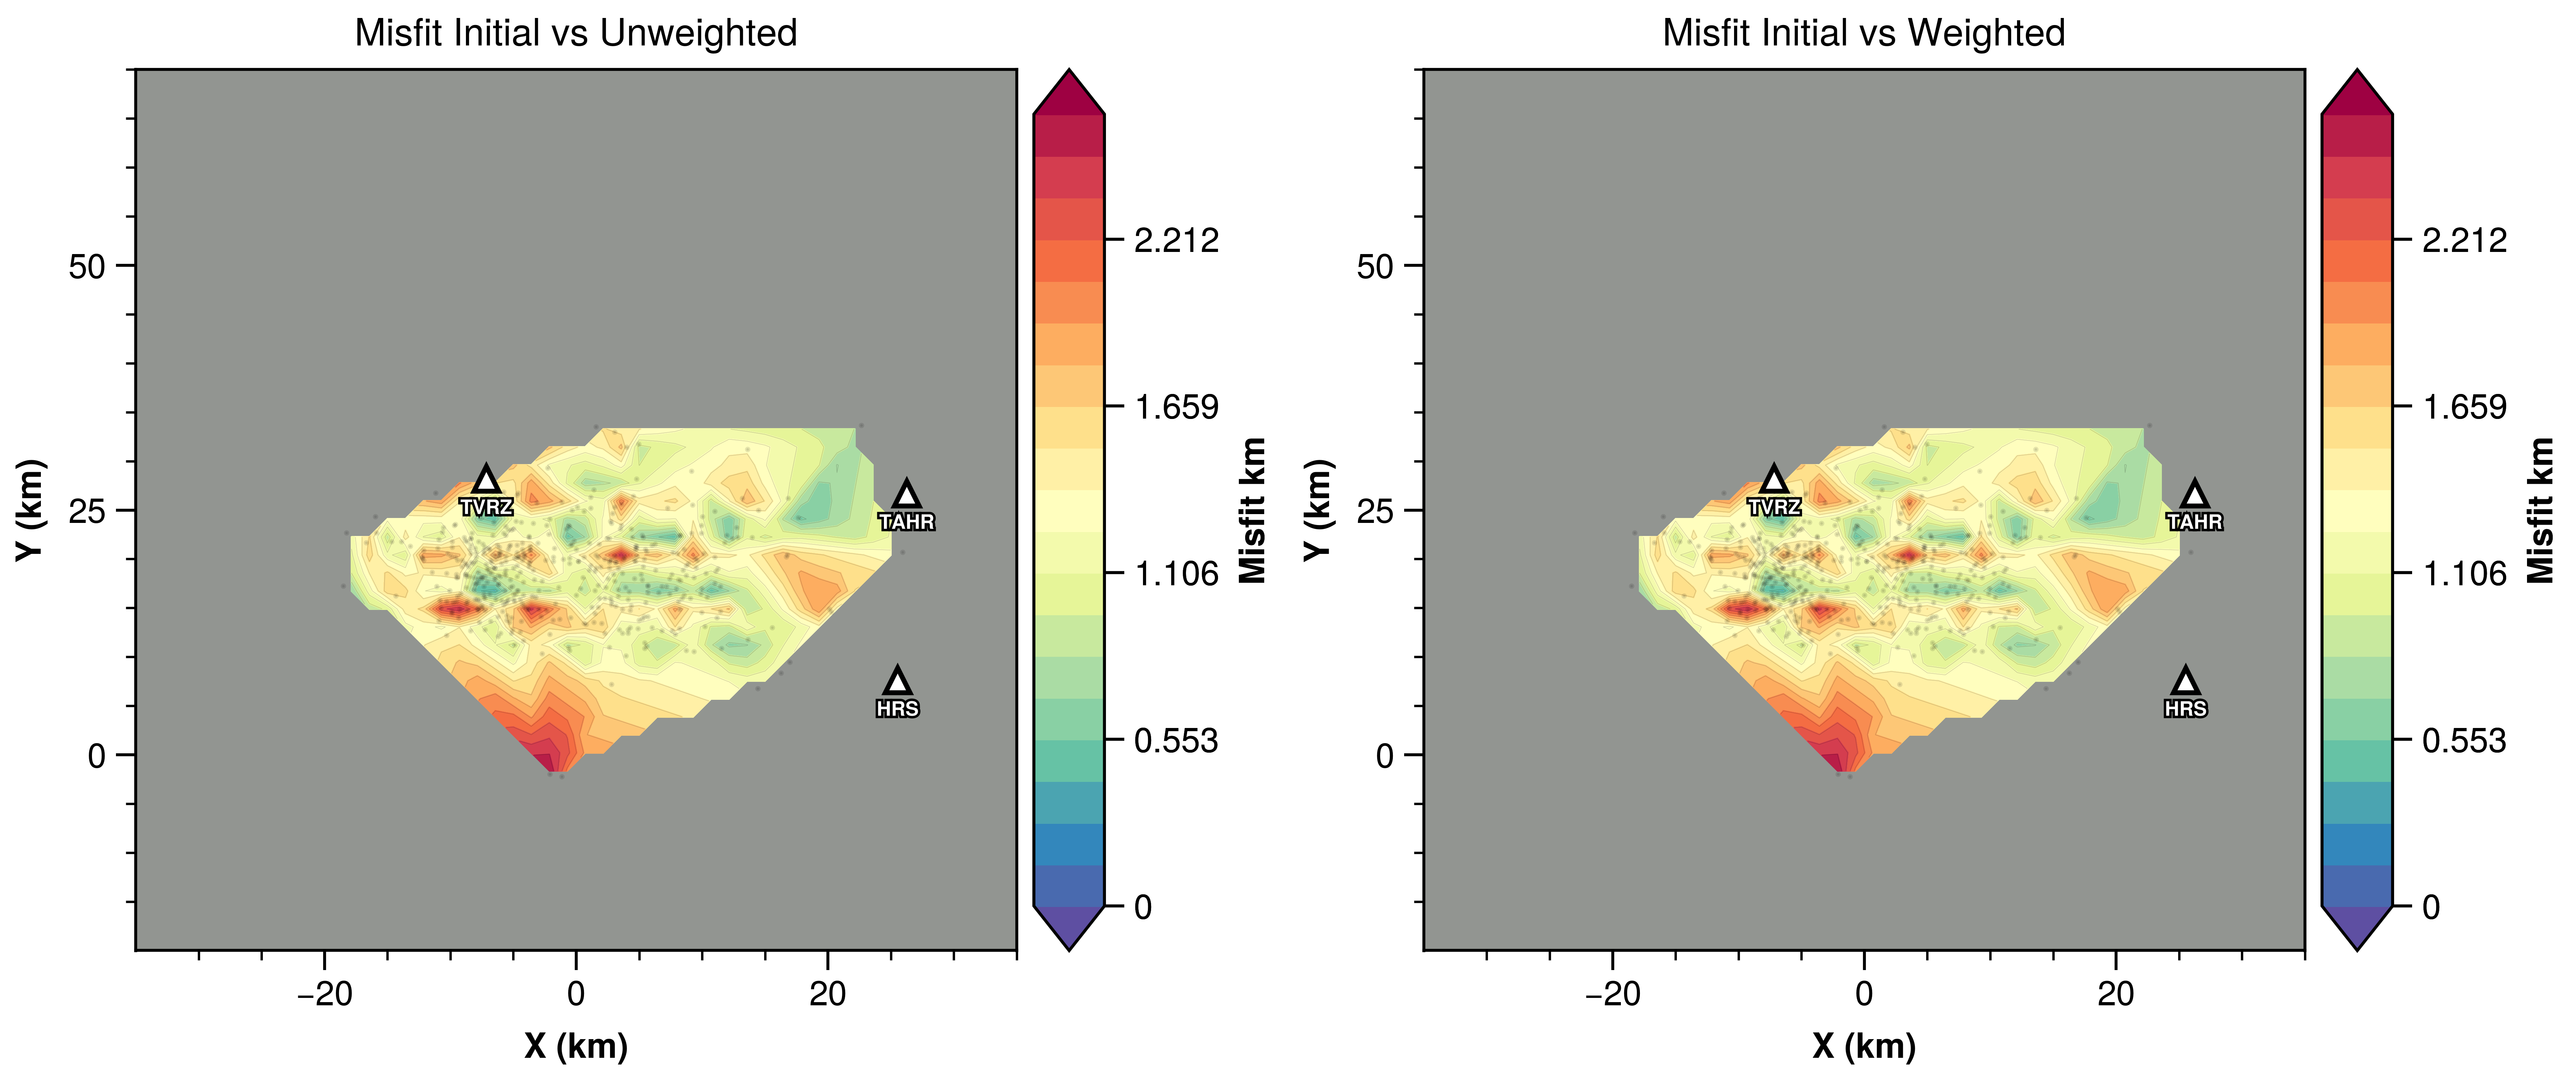 Misfit Initial vs Unweighted
50
25
0
Y (km)
−20
0
20
X (km)
TVRZ
TAHR
HRS
2.212
1.659
1.106
0.553
0
Misfit km
Misfit Initial vs Weighted
50
25
0
Y (km)
−20
0
20
X (km)
TVRZ
TAHR
HRS
2.212
1.659
1.106
0.553
0
Misfit km